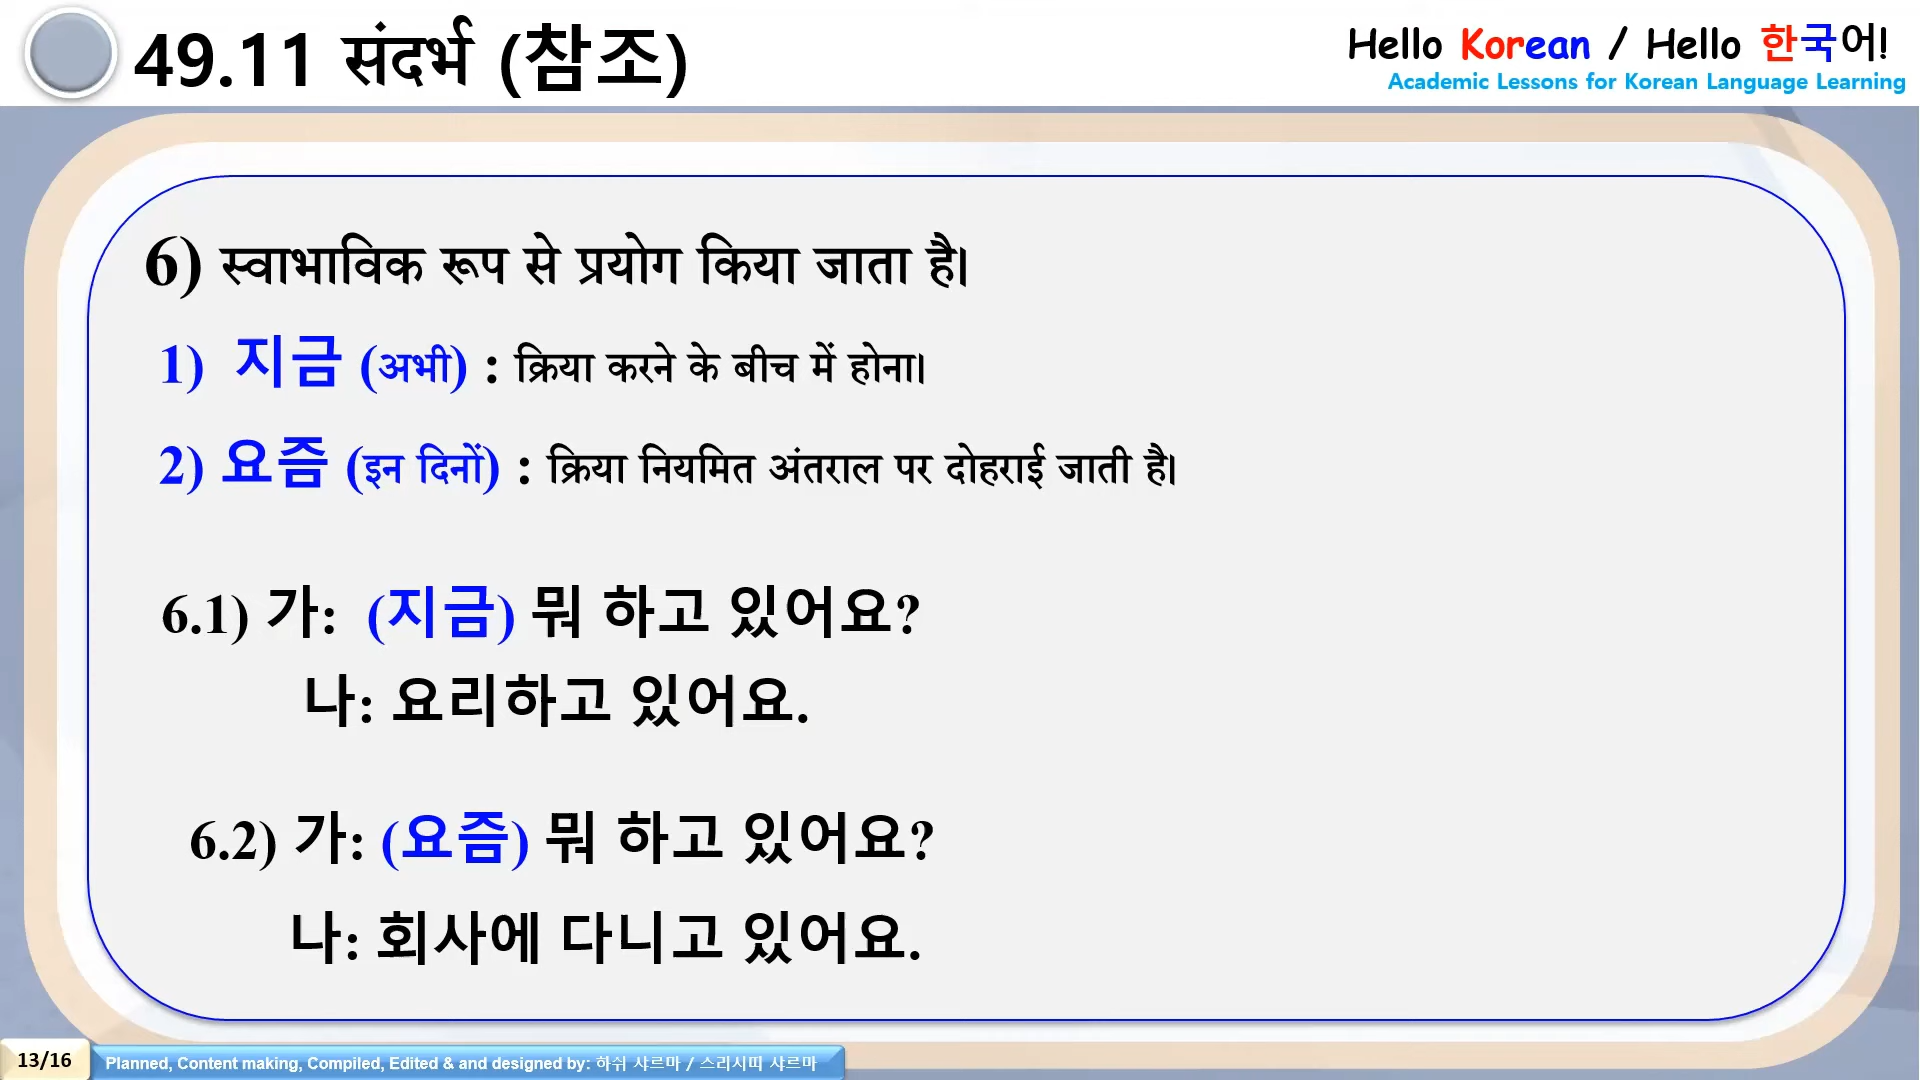 49.11 संदर्भ (참조)
Hello Korean / Hello 한국어!
Academic Lessons for Korean Language Learning
6) स्वाभाविक रूप से प्रयोग किया जाता है।
1) 지금 (अभी) : क्रिया करने के बीच में होना।
2) 요즘 (इन दिनों) : क्रिया नियमित अंतराल पर दोहराई जाती है।
6.1) 가: (지금) 뭐 하고 있어요?
나: 요리하고 있어요.
6.2) 가: (요즘) 뭐 하고 있어요?
나: 회사에 다니고 있어요.
13/16
Planned, Content making, Compiled, Edited & and designed by: 하쉬 샤르마 / 스리시띠 샤르마